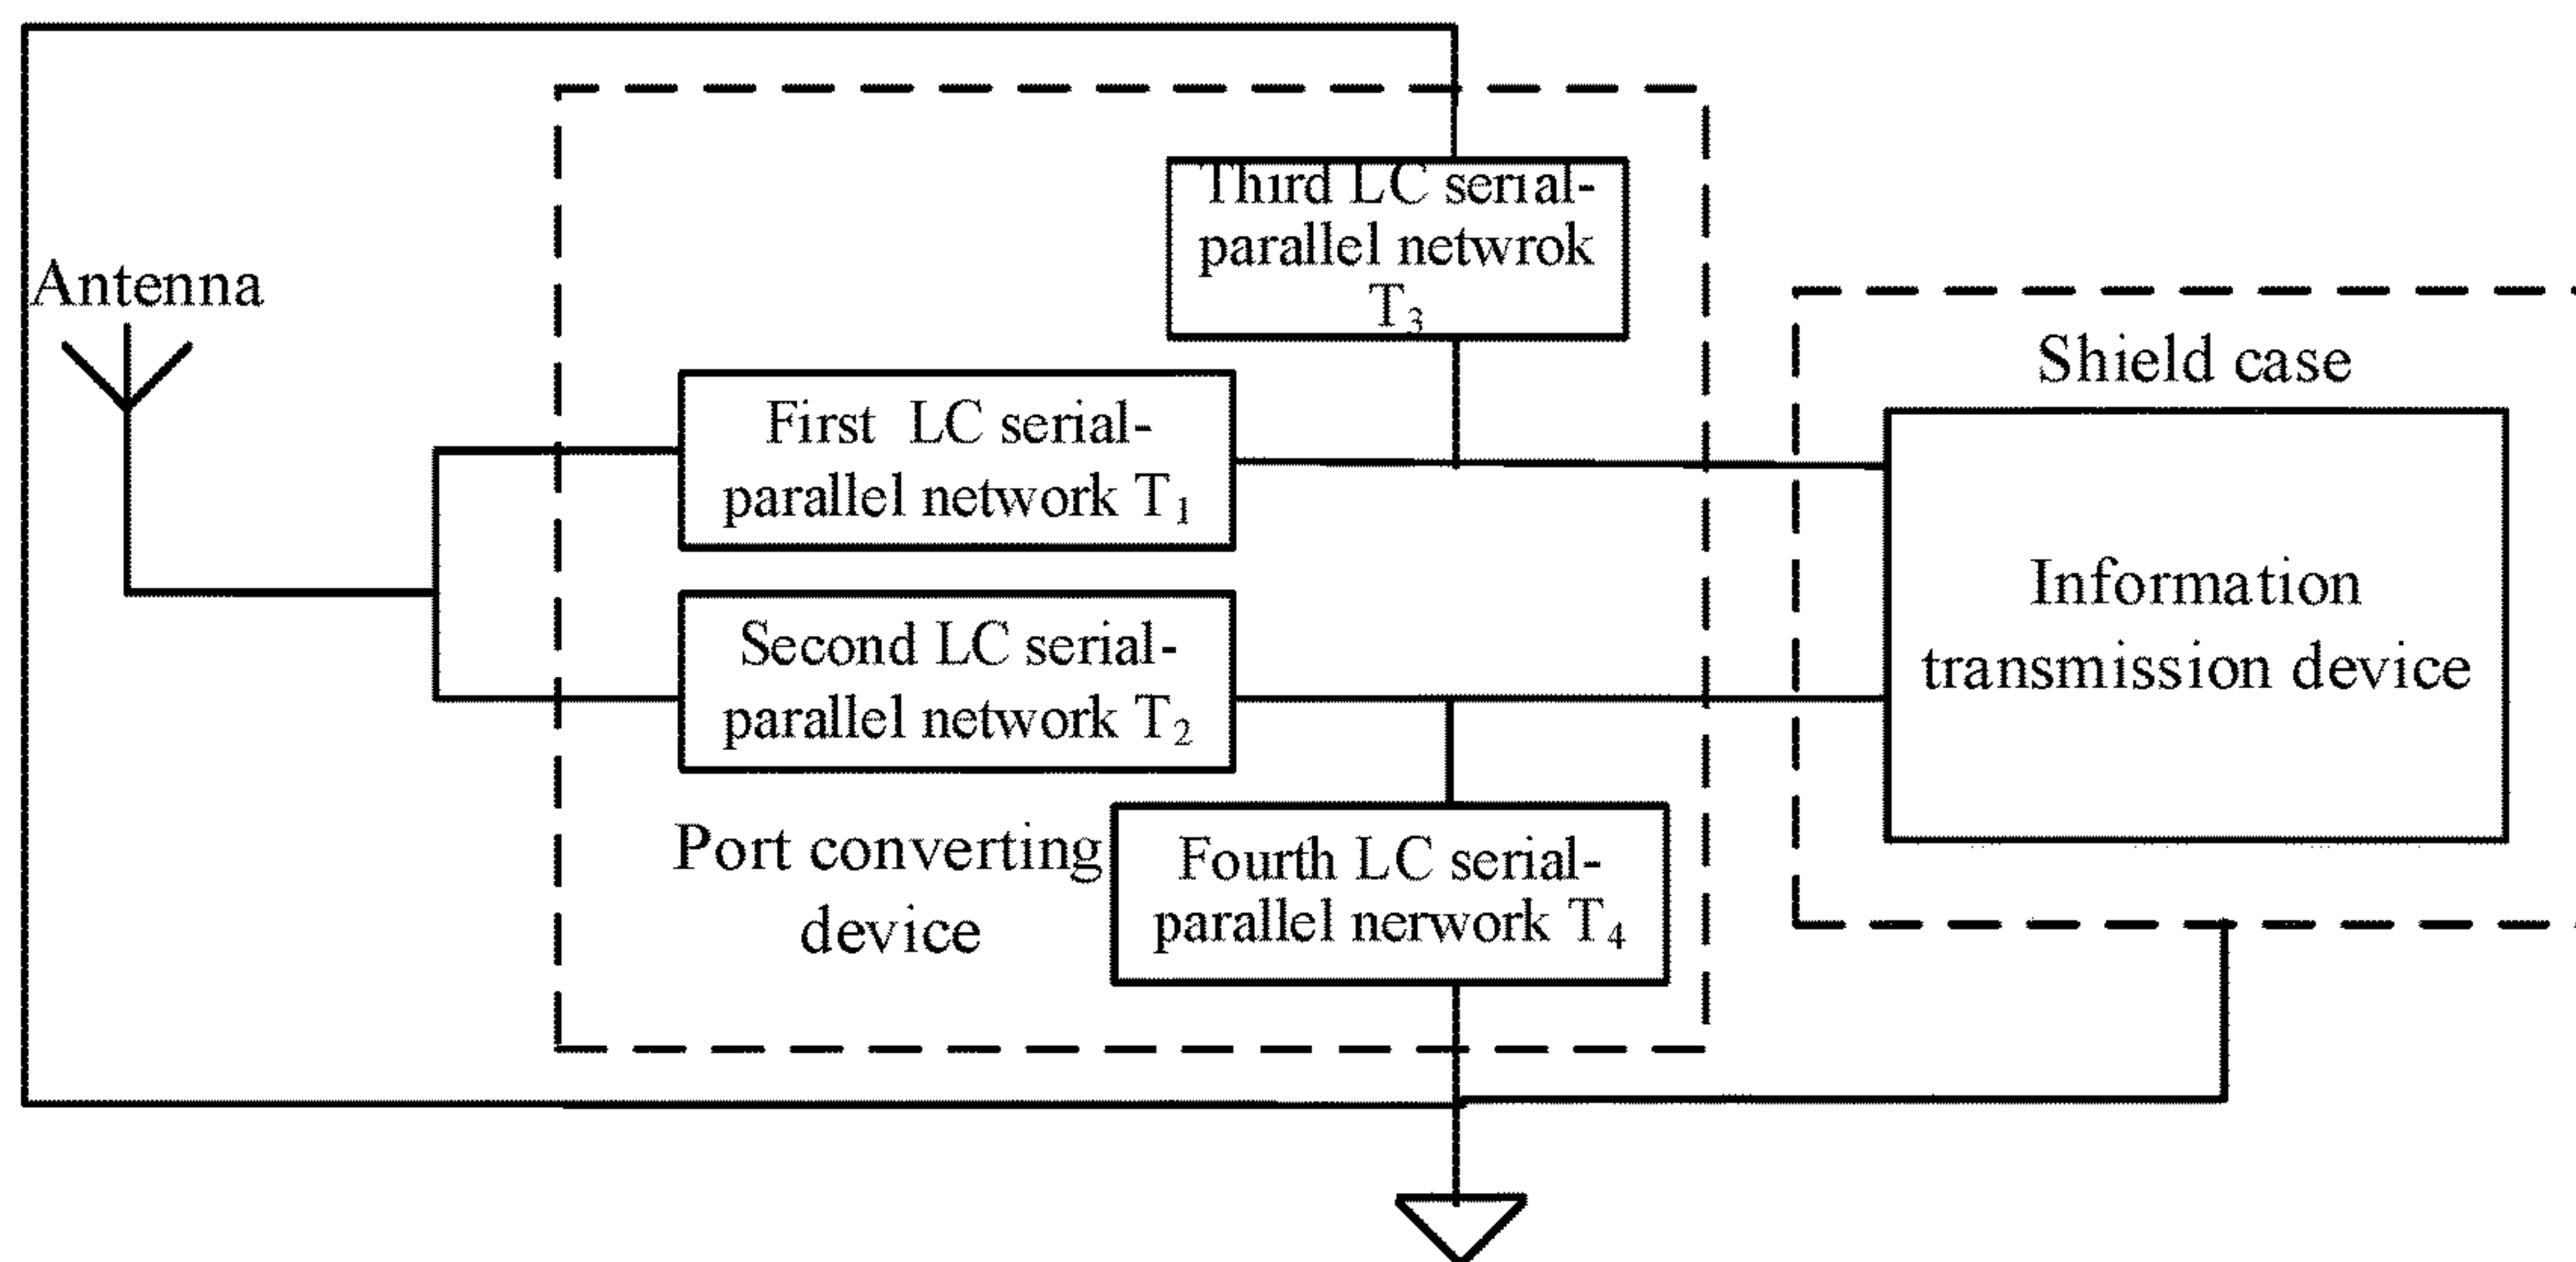 Third LC serial-
parallel netwrok
T₃
Antenna
Shield case
First LC serial-
parallel network T₁
Information
transmission device
Second LC serial-
parallel network T₂
Port converting
device
Fourth LC serial-
parallel nerwork T₄